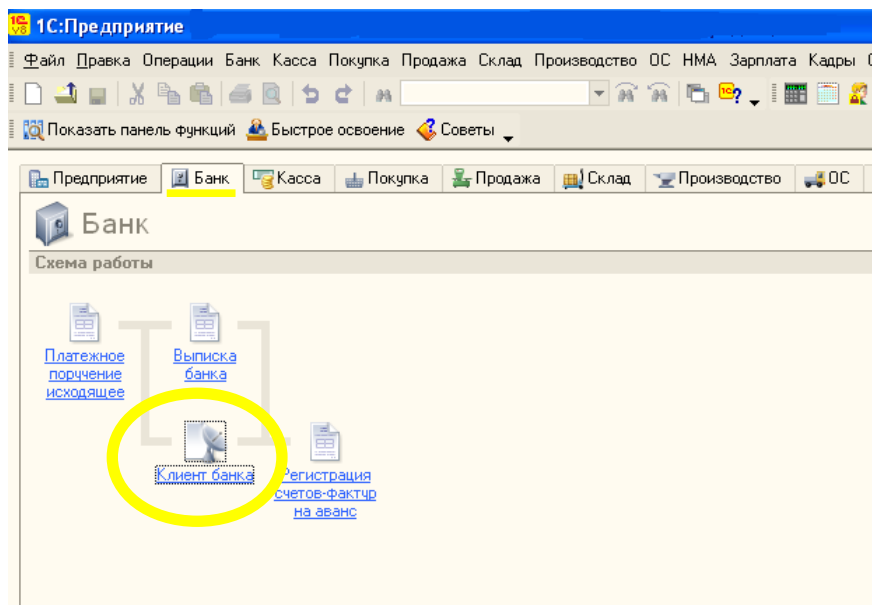 1С:Предприятие
Файл Правка Операции Банк Касса Покупка Продажа Склад Производство ОС НМА Зарплата Кадры
Показать панель функций Быстрое освоение Советы
Предприятие Банк Касса Покупка Продажа Склад Производство ОС
Банк
Схема работы
Платежное Выписка
поручение банка
исходящее
Клиент банка Регистрация
счетов-фактур
на аванс